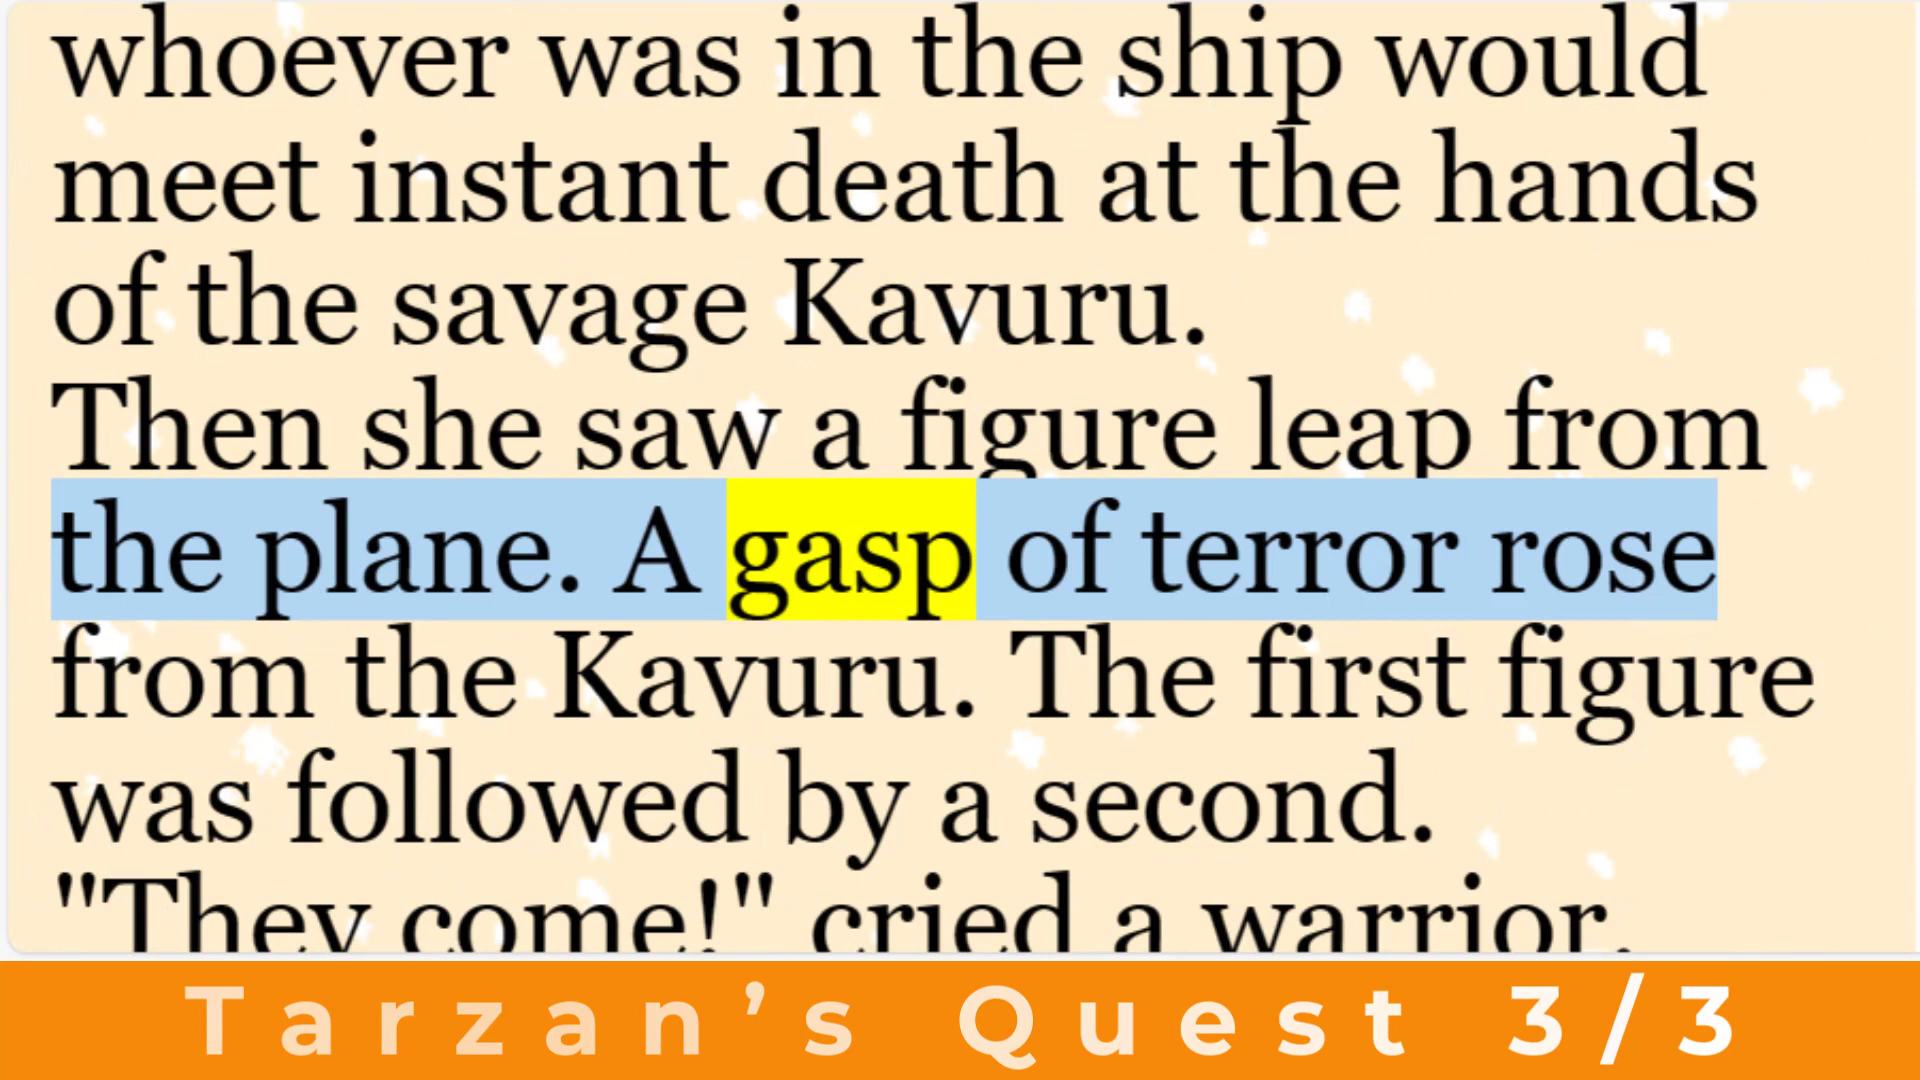 whoever was in the ship would
meet instant death at the hands
of the savage Kavuru.
Then she saw a figure leap from
the plane. A gasp of terror rose
from the Kavuru. The first figure
was followed by a second.
"They come!" cried a warrior.
Tarzan’s Quest 3/3